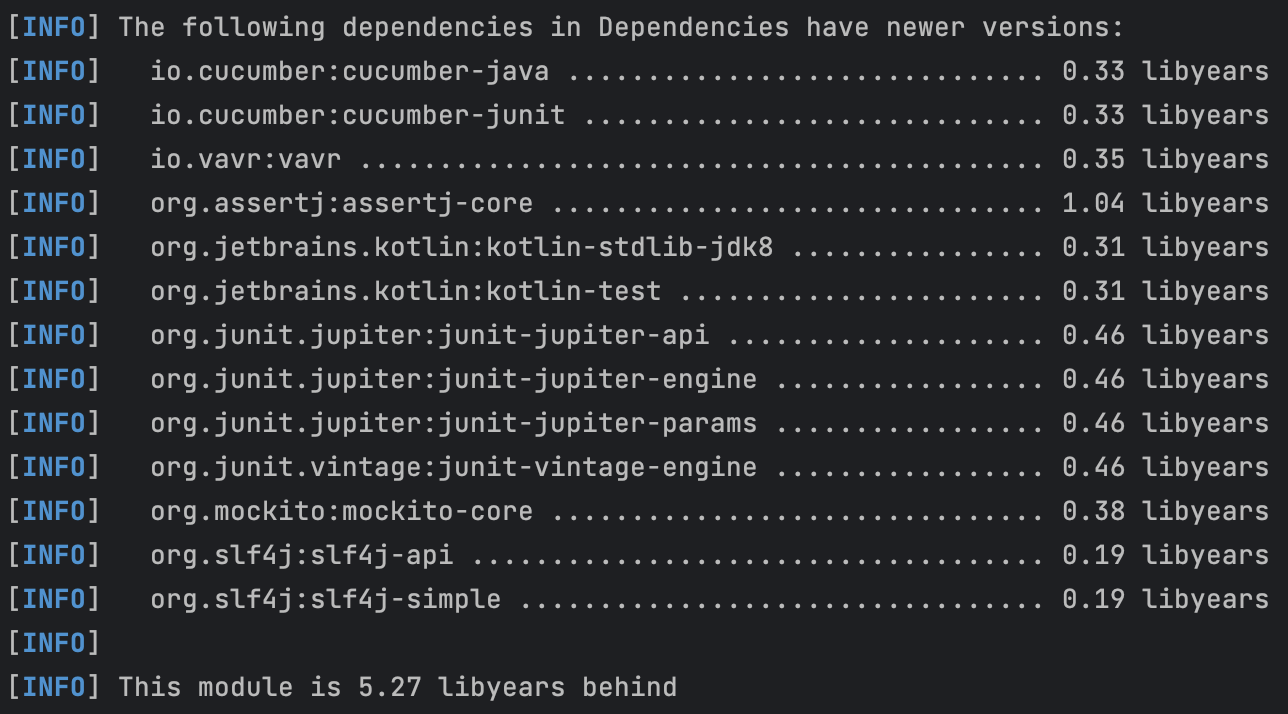 [INFO] The following dependencies in Dependencies have newer versions:
[INFO]   io.cucumber:cucumber-java .............................. 0.33 libyears
[INFO]   io.cucumber:cucumber-junit ............................. 0.33 libyears
[INFO]   io.vavr:vavr ........................................... 0.35 libyears
[INFO]   org.assertj:assertj-core ............................... 1.04 libyears
[INFO]   org.jetbrains.kotlin:kotlin-stdlib-jdk8 ................ 0.31 libyears
[INFO]   org.jetbrains.kotlin:kotlin-test ....................... 0.31 libyears
[INFO]   org.junit.jupiter:junit-jupiter-api .................... 0.46 libyears
[INFO]   org.junit.jupiter:junit-jupiter-engine ................. 0.46 libyears
[INFO]   org.junit.jupiter:junit-jupiter-params ................. 0.46 libyears
[INFO]   org.junit.vintage:junit-vintage-engine ................. 0.46 libyears
[INFO]   org.mockito:mockito-core ............................... 0.38 libyears
[INFO]   org.slf4j:slf4j-api .................................... 0.19 libyears
[INFO]   org.slf4j:slf4j-simple ................................. 0.19 libyears
[INFO]
[INFO] This module is 5.27 libyears behind